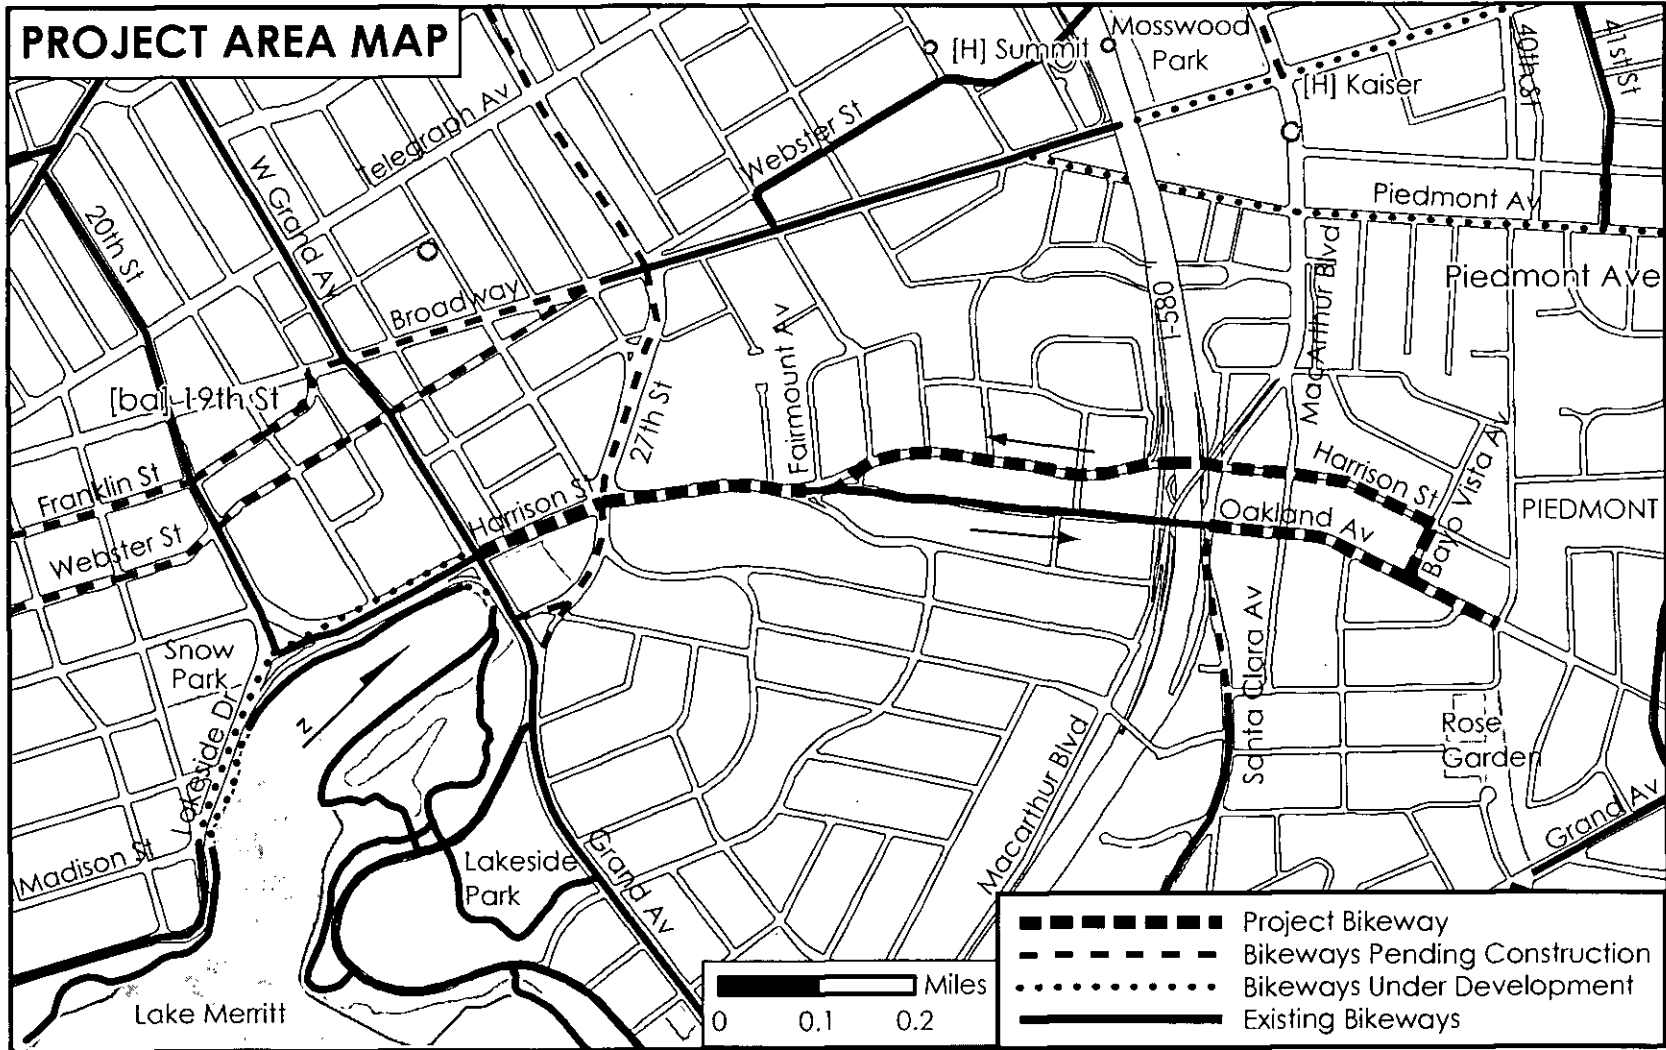 PROJECT AREA MAP
Mosswood
Park
[H] Summit
[H] Kaiser
40th St
41st St
Telegraph Av
Webster St
W Grand Av
20th St
Piedmont Av
Piedmont Ave
Broadway
Fairmount Av
I-580
MacArthur Blvd
[ba] 19th St
27th St
Franklin St
Harrison St
Harrison St
Bayo Vista Av
Oakland Av
PIEDMONT
Webster St
Snow
Park
Lakeside Dr
N
Santa Clara Av
Rose
Garden
Macarthur Blvd
Grand Av
Madison St
Lakeside
Park
Grand Av
Lake Merritt
Miles
0 0.1 0.2
Project Bikeway
Bikeways Pending Construction
Bikeways Under Development
Existing Bikeways